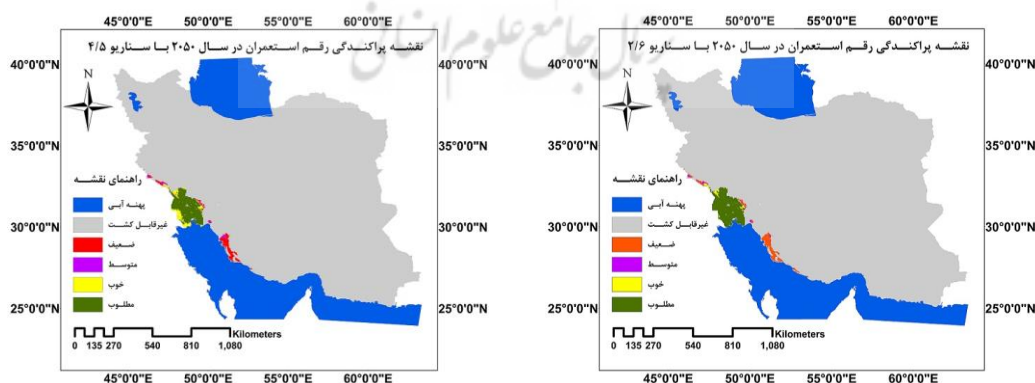 45°0'0"E 50°0'0"E 55°0'0"E 60°0'0"E
نقشه پراکندگی رقم استعمران در سال ۲۰۵۰ با سناریو ۴/۵
40°0'0"N 40°0'0"N
N
35°0'0"N 35°0'0"N
راهنمای نقشه
پهنه آبی
30°0'0"N 30°0'0"N
غیرقابل کشت
ضعیف
متوسط
خوب
25°0'0"N 25°0'0"N
مطلوب
Kilometers
0 135 270 540 810 1,080
45°0'0"E 50°0'0"E 55°0'0"E 60°0'0"E
45°0'0"E 50°0'0"E 55°0'0"E 60°0'0"E
نقشه پراکندگی رقم استعمران در سال ۲۰۵۰ با سناریو ۲/۶
40°0'0"N 40°0'0"N
N
35°0'0"N 35°0'0"N
راهنمای نقشه
پهنه آبی
30°0'0"N 30°0'0"N
غیرقابل کشت
ضعیف
متوسط
خوب
25°0'0"N 25°0'0"N
مطلوب
Kilometers
0 135 270 540 810 1,080
45°0'0"E 50°0'0"E 55°0'0"E 60°0'0"E
جامع علوم انسانی